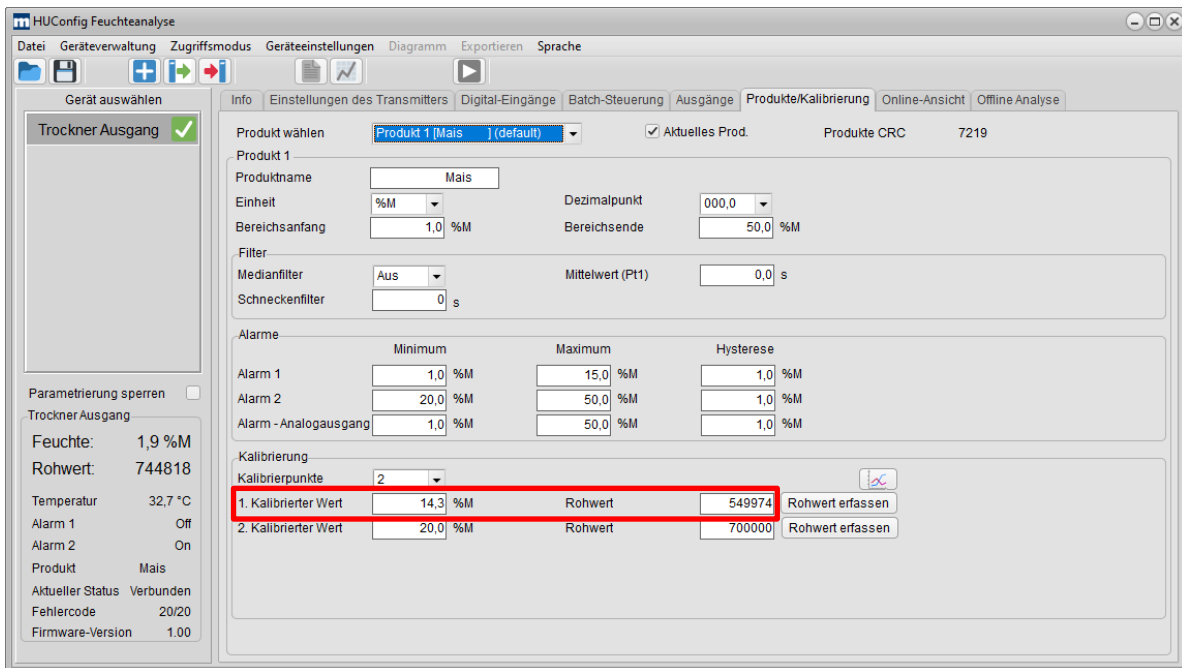 HUConfig Feuchteanalyse
Datei Geräteverwaltung Zugriffsmodus Geräteeinstellungen Diagramm Exportieren Sprache
Gerät auswählen
Trockner Ausgang
Parametrierung sperren
Trockner Ausgang
Feuchte: 1,9 %M
Rohwert: 744818
Temperatur 32,7 °C
Alarm 1 Off
Alarm 2 On
Produkt Mais
Aktueller Status Verbunden
Fehlercode 20/20
Firmware-Version 1.00
Info Einstellungen des Transmitters Digital-Eingänge Batch-Steuerung Ausgänge Produkte/Kalibrierung Online-Ansicht Offline Analyse
Produkt wählen Produkt 1 [Mais ] (default) Aktuelles Prod. Produkte CRC 7219
Produkt 1
Produktname Mais
Einheit %M Dezimalpunkt 000,0
Bereichsanfang 1,0 %M Bereichsende 50,0 %M
Filter
Medianfilter Aus Mittelwert (Pt1) 0,0 s
Schneckenfilter 0 s
Alarme
Minimum Maximum Hysterese
Alarm 1 1,0 %M 15,0 %M 1,0 %M
Alarm 2 20,0 %M 50,0 %M 1,0 %M
Alarm - Analogausgang 1,0 %M 50,0 %M 1,0 %M
Kalibrierung
Kalibrierpunkte 2
1. Kalibrierter Wert 14,3 %M Rohwert 549974 Rohwert erfassen
2. Kalibrierter Wert 20,0 %M Rohwert 700000 Rohwert erfassen